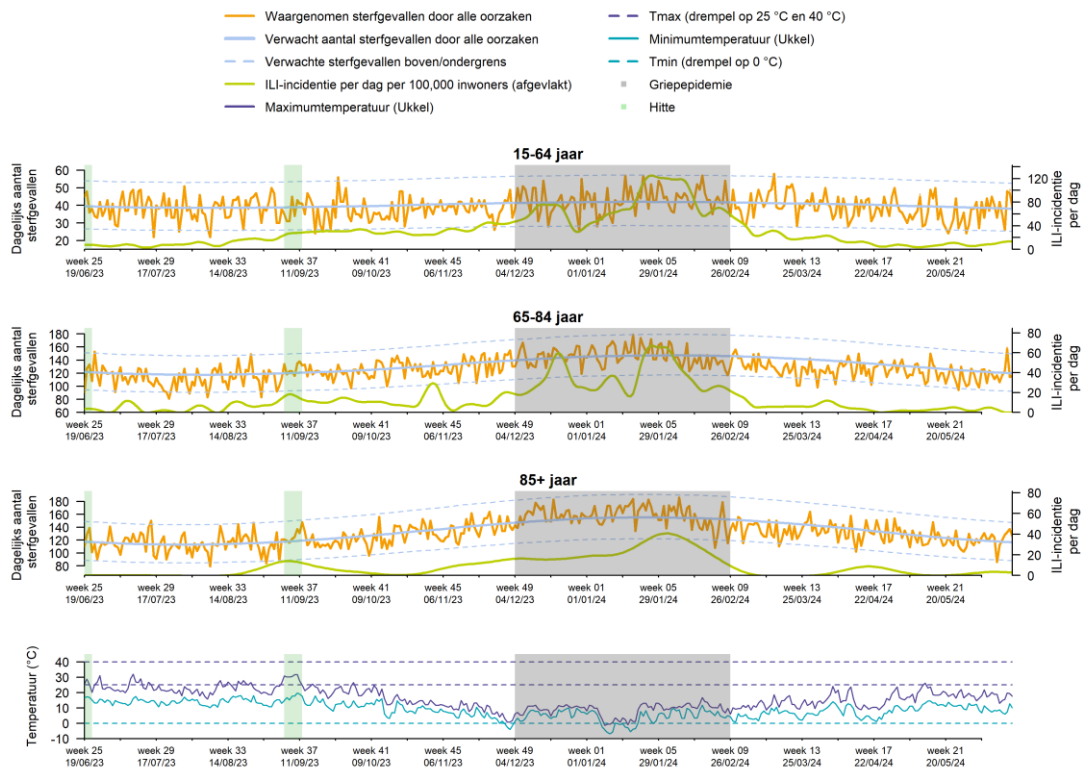 Waargenomen sterfgevallen door alle oorzaken
Verwacht aantal sterfgevallen door alle oorzaken
Verwachte sterfgevallen boven/ondergrens
ILI-incidentie per dag per 100,000 inwoners (afgevlakt)
Maximumtemperatuur (Ukkel)
Tmax (drempel op 25 °C en 40 °C)
Minimumtemperatuur (Ukkel)
Tmin (drempel op 0 °C)
Griepepidemie
Hitte
15-64 jaar
Dagelijks aantal
sterfgevallen
60
50
40
30
20
120
80
40
0
ILI-incidentie
per dag
week 25 week 29 week 33 week 37 week 41 week 45 week 49 week 01 week 05 week 09 week 13 week 17 week 21
19/06/23 17/07/23 14/08/23 11/09/23 09/10/23 06/11/23 04/12/23 01/01/24 29/01/24 26/02/24 25/03/24 22/04/24 20/05/24
65-84 jaar
Dagelijks aantal
sterfgevallen
180
160
140
120
100
80
60
80
60
40
20
0
ILI-incidentie
per dag
week 25 week 29 week 33 week 37 week 41 week 45 week 49 week 01 week 05 week 09 week 13 week 17 week 21
19/06/23 17/07/23 14/08/23 11/09/23 09/10/23 06/11/23 04/12/23 01/01/24 29/01/24 26/02/24 25/03/24 22/04/24 20/05/24
85+ jaar
Dagelijks aantal
sterfgevallen
180
160
140
120
100
80
80
60
40
20
0
ILI-incidentie
per dag
week 25 week 29 week 33 week 37 week 41 week 45 week 49 week 01 week 05 week 09 week 13 week 17 week 21
19/06/23 17/07/23 14/08/23 11/09/23 09/10/23 06/11/23 04/12/23 01/01/24 29/01/24 26/02/24 25/03/24 22/04/24 20/05/24
Temperatuur (°C)
40
30
20
10
0
-10
week 25 week 29 week 33 week 37 week 41 week 45 week 49 week 01 week 05 week 09 week 13 week 17 week 21
19/06/23 17/07/23 14/08/23 11/09/23 09/10/23 06/11/23 04/12/23 01/01/24 29/01/24 26/02/24 25/03/24 22/04/24 20/05/24